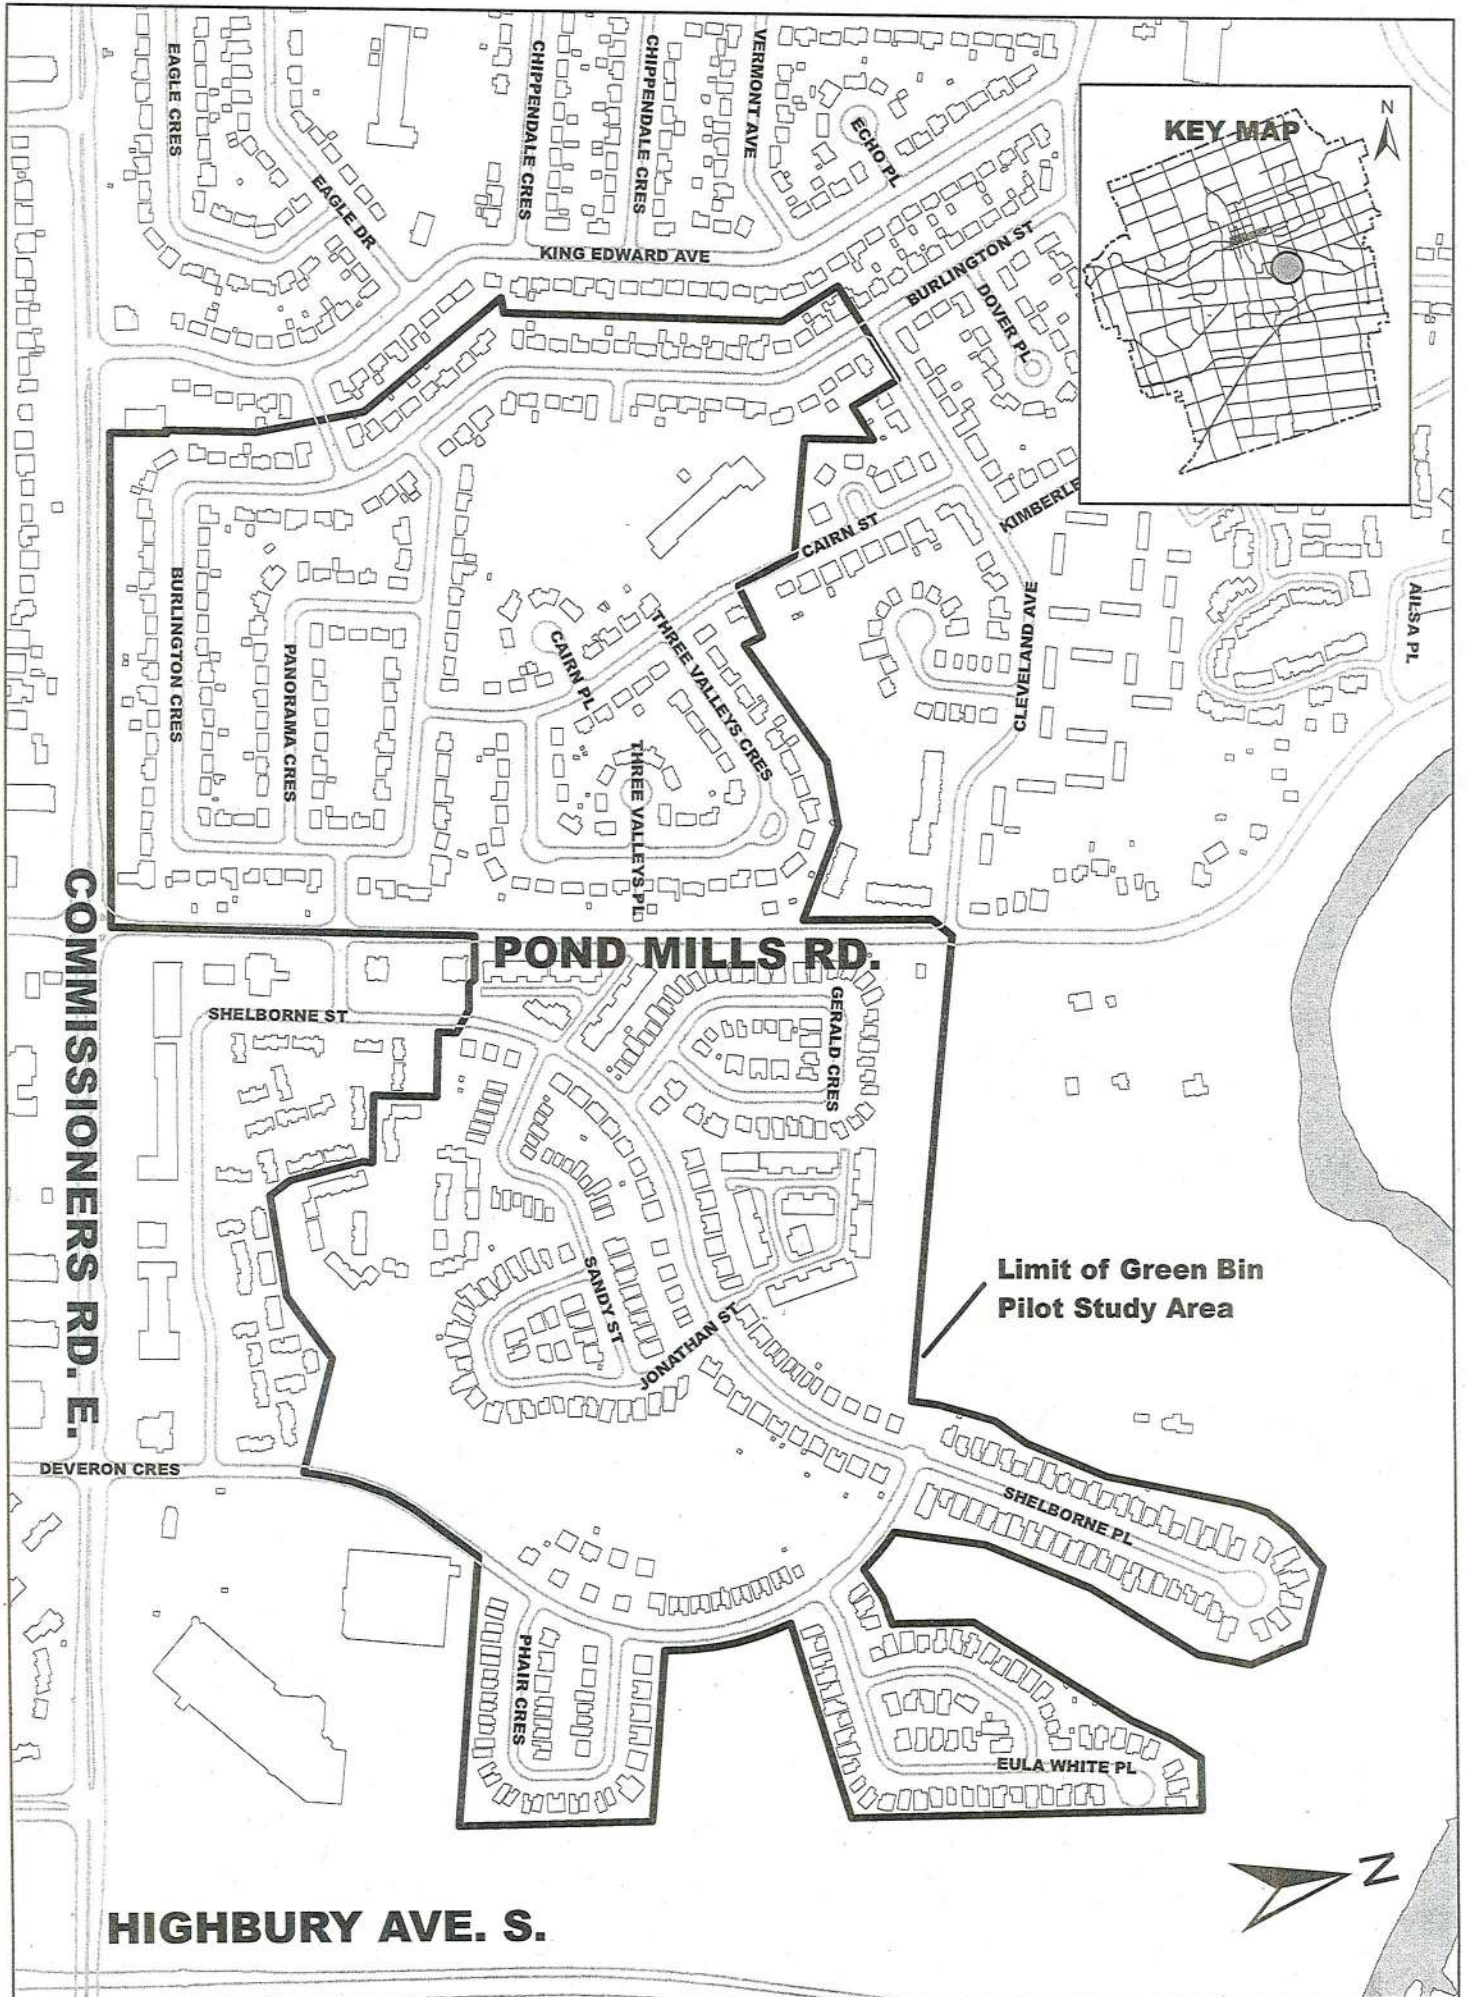 EAGLE CRES
EAGLE DR
CHIPPENDALE CRES
CHIPPENDALE CRES
VERMONT AVE
ECHO PL
KING EDWARD AVE
BURLINGTON ST
DOVER PL
KEY MAP
N
CAIRN ST
KIMBERLE
CLEVELAND AVE
AILSA PL
BURLINGTON CRES
PANORAMA CRES
CAIRN PL
THREE VALLEYS CRES
THREE VALLEYS PL
COMMISSIONERS RD. E.
POND MILLS RD.
SHELBORNE ST
GERALD CRES
SANDY ST
JONATHAN ST
Limit of Green Bin
Pilot Study Area
DEVERON CRES
SHELBORNE PL
PHAIR CRES
EULA WHITE PL
N
HIGHBURY AVE. S.